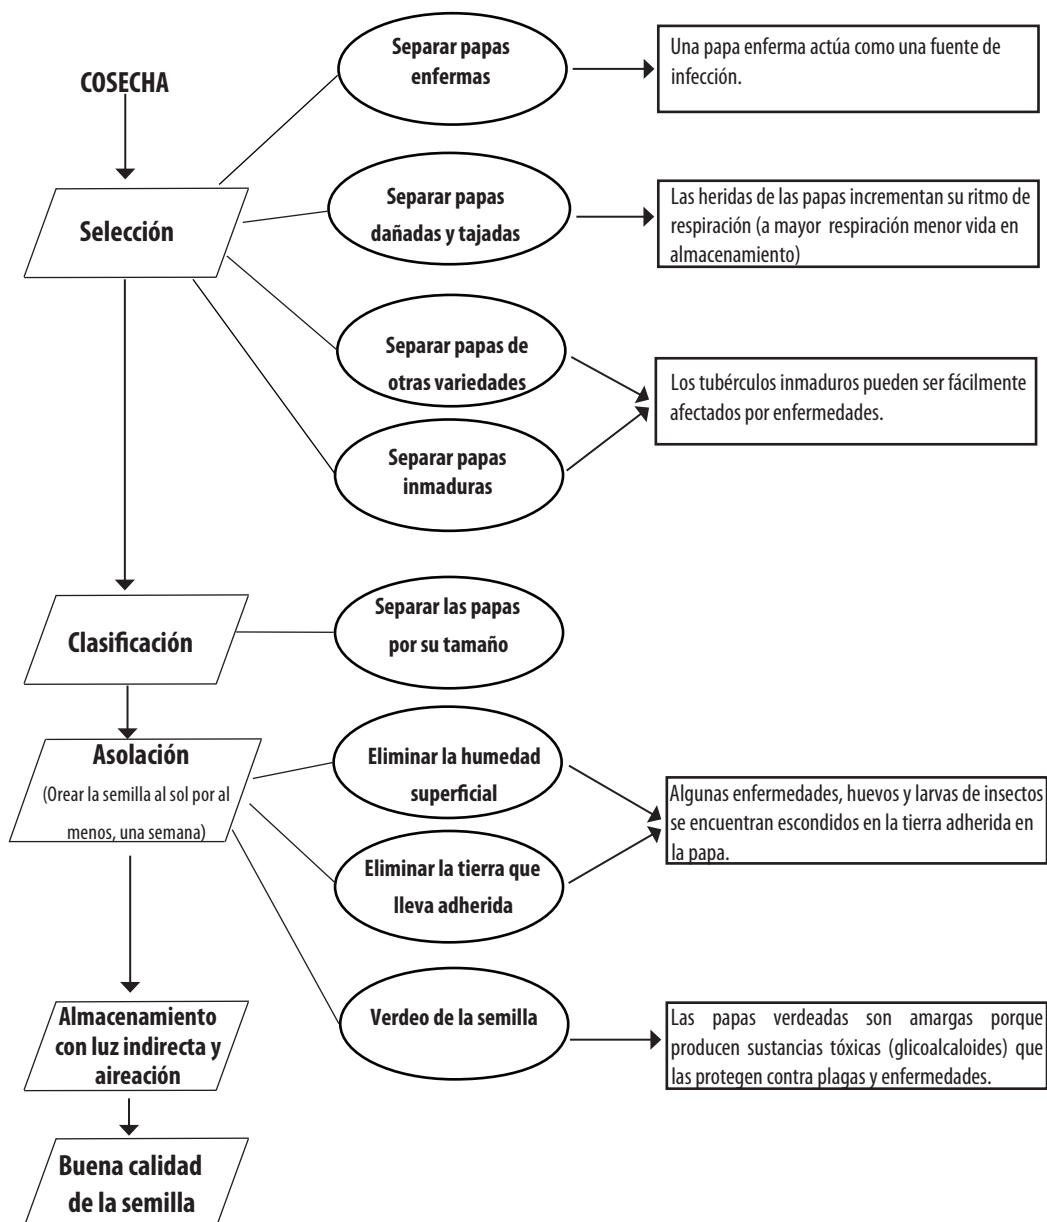 COSECHA
Selección
Separar papas
enfermas
Una papa enferma actúa como una fuente de
infección.
Separar papas
dañadas y tajadas
Las heridas de las papas incrementan su ritmo de
respiración (a mayor respiración menor vida en
almacenamiento)
Separar papas de
otras variedades
Separar papas
inmaduras
Los tubérculos inmaduros pueden ser fácilmente
afectados por enfermedades.
Clasificación
Separar las papas
por su tamaño
Asolación
(Orear la semilla al sol por al
menos, una semana)
Eliminar la humedad
superficial
Eliminar la tierra que
lleva adherida
Algunas enfermedades, huevos y larvas de insectos
se encuentran escondidos en la tierra adherida en
la papa.
Verdeo de la semilla
Las papas verdeadas son amargas porque
producen sustancias tóxicas (glicoalcaloides) que
las protegen contra plagas y enfermedades.
Almacenamiento
con luz indirecta y
aireación
Buena calidad
de la semilla